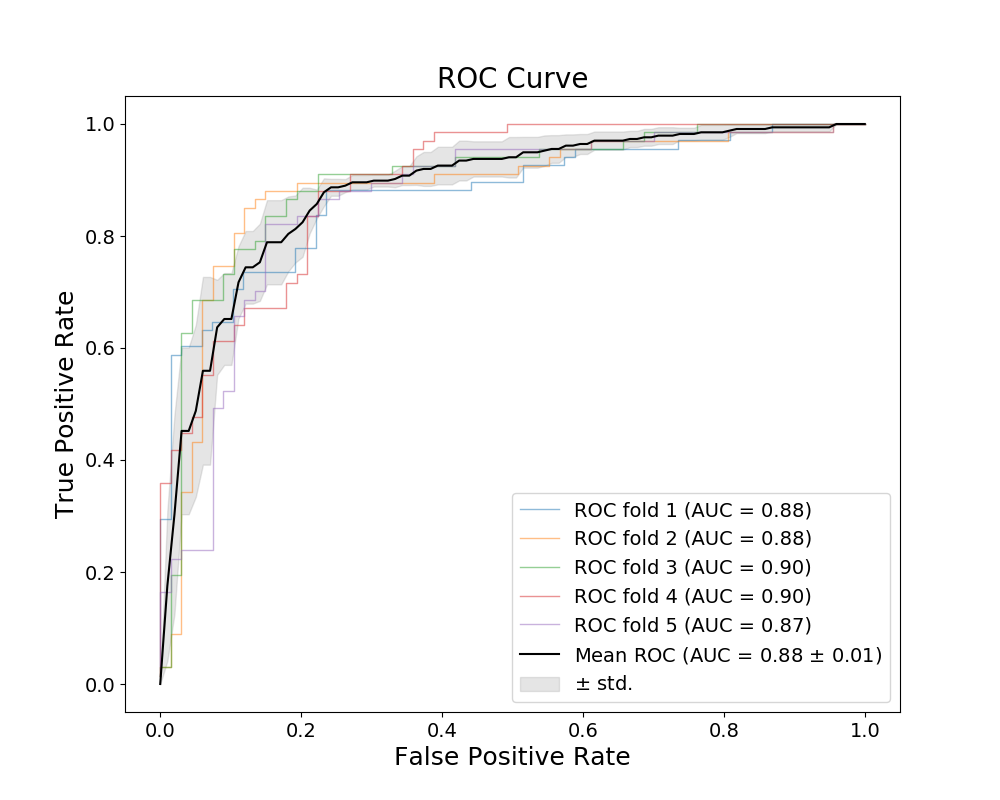 ROC Curve
True Positive Rate
1.0
0.8
0.6
0.4
0.2
0.0
ROC fold 1 (AUC = 0.88)
ROC fold 2 (AUC = 0.88)
ROC fold 3 (AUC = 0.90)
ROC fold 4 (AUC = 0.90)
ROC fold 5 (AUC = 0.87)
Mean ROC (AUC = 0.88 ± 0.01)
± std.
0.0 0.2 0.4 0.6 0.8 1.0
False Positive Rate